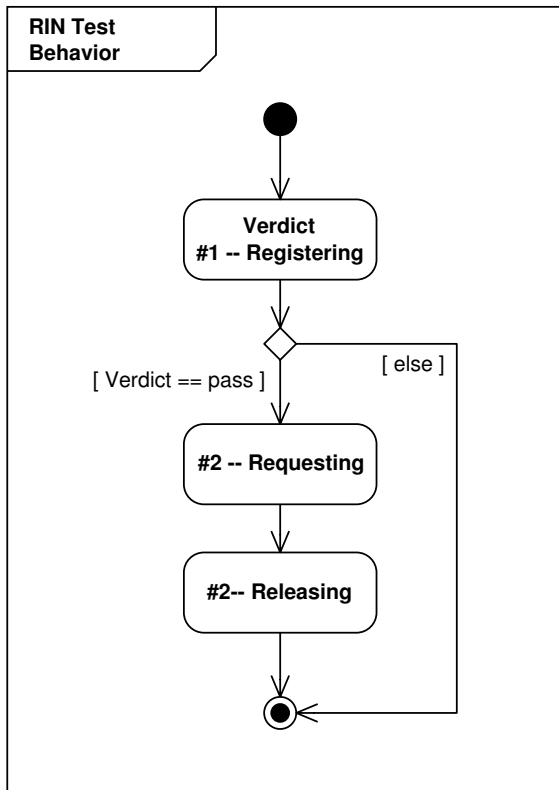 RIN Test
Behavior
Verdict
#1 -- Registering
[ else ]
[ Verdict == pass ]
#2 -- Requesting
#2-- Releasing